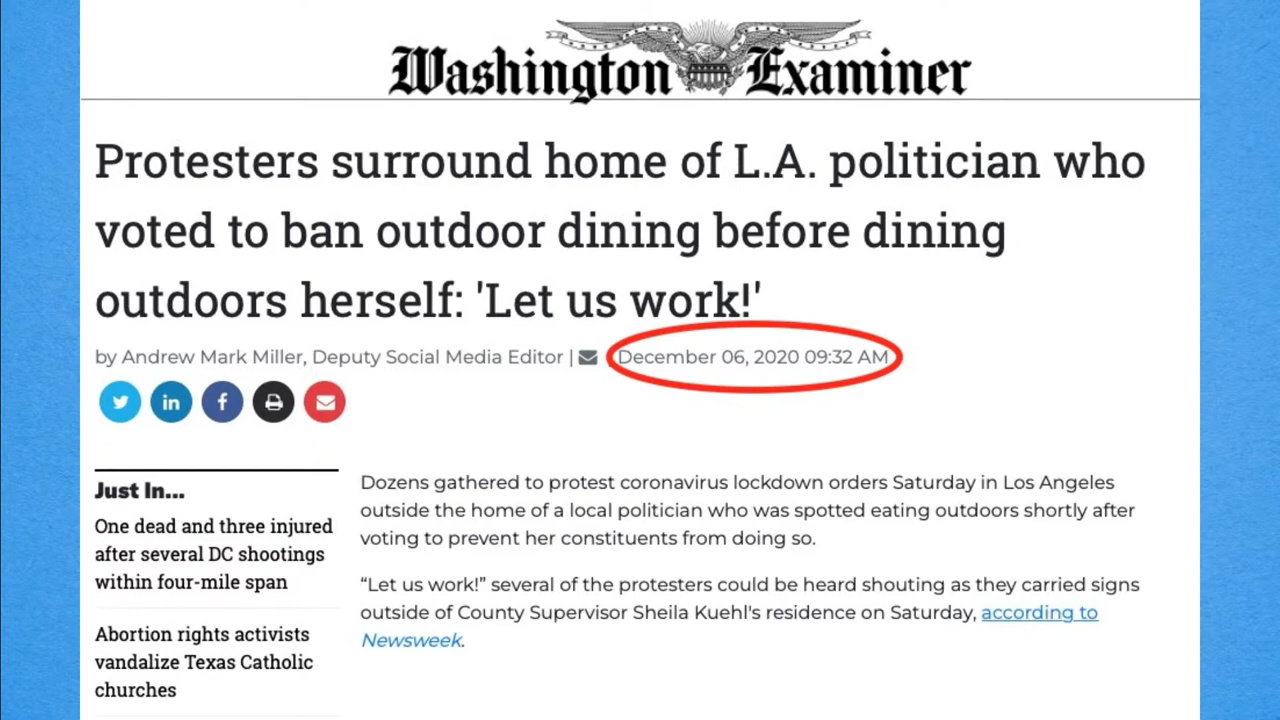 Washington Examiner
Protesters surround home of L.A. politician who
voted to ban outdoor dining before dining
outdoors herself: 'Let us work!'
by Andrew Mark Miller, Deputy Social Media Editor |
December 06, 2020 09:32 AM
Just In...
One dead and three injured
after several DC shootings
within four-mile span
Abortion rights activists
vandalize Texas Catholic
churches
Dozens gathered to protest coronavirus lockdown orders Saturday in Los Angeles
outside the home of a local politician who was spotted eating outdoors shortly after
voting to prevent her constituents from doing so.
“Let us work!” several of the protesters could be heard shouting as they carried signs
outside of County Supervisor Sheila Kuehl's residence on Saturday, according to
Newsweek.